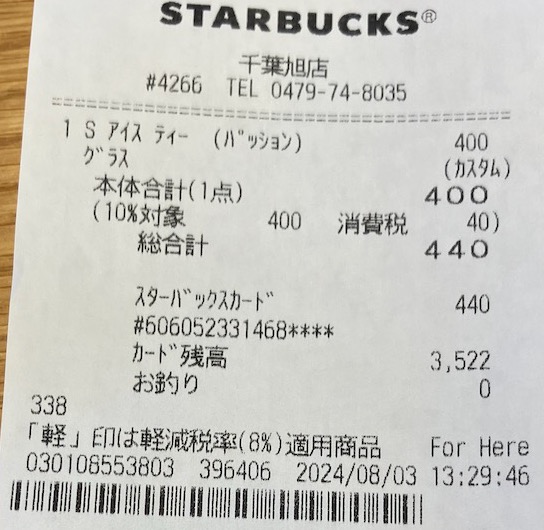 STARBUCKS®
千葉旭店
#4266 TEL 0479-74-8035
1 S アイス ティー (パッション) 400
グラス (カスタム)
本体合計(1点) 400
(10%対象 400 消費税 40)
総合計 440
スターバックスカード 440
#606052331468****
カード残高 3,522
お釣り 0
338
「軽」印は軽減税率(8%)適用商品 For Here
030108553803 396406 2024/08/03 13:29:46